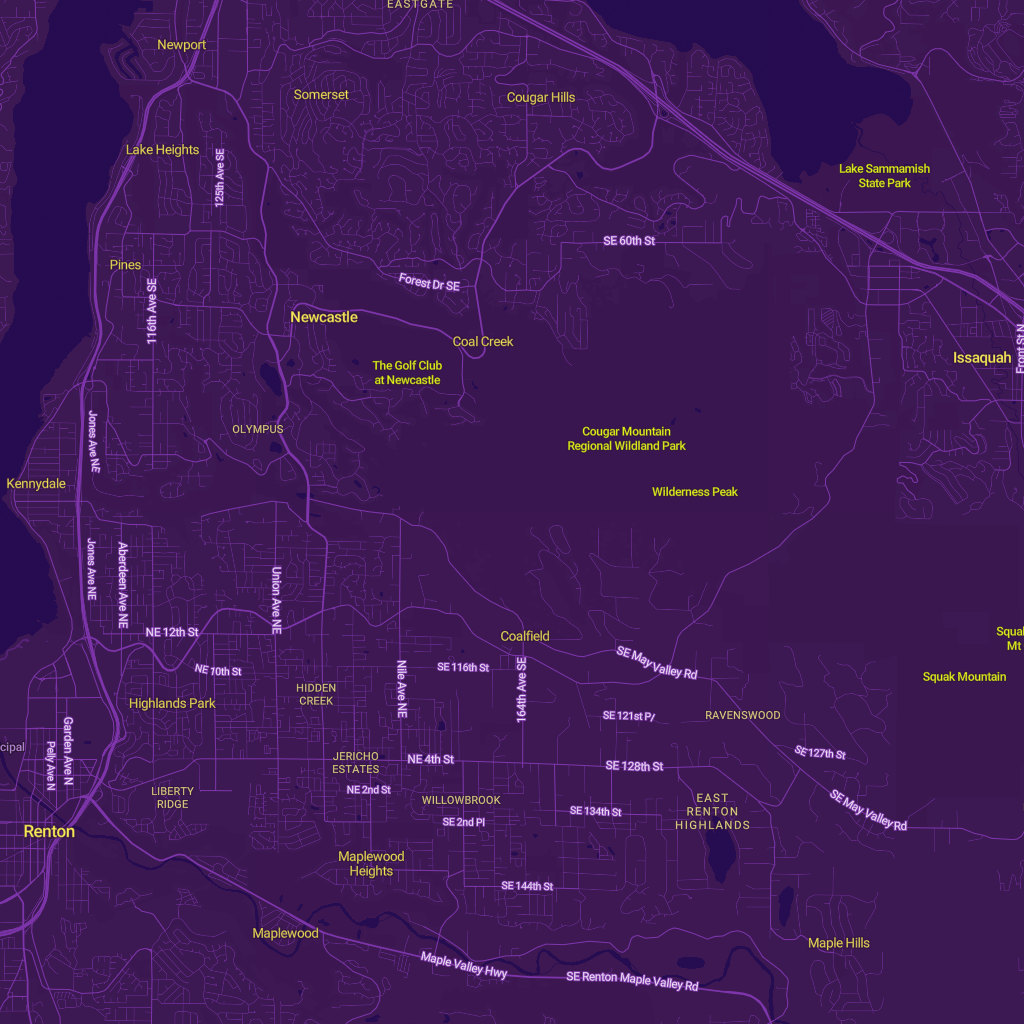 EASTGATE
Newport
Somerset
Cougar Hills
Lake Heights
125th Ave SE
Lake Sammamish
State Park
SE 60th St
Pines
116th Ave SE
Forest Dr SE
Newcastle
Coal Creek
Front St N
Issaquah
The Golf Club
at Newcastle
Jones Ave NE
OLYMPUS
Cougar Mountain
Regional Wildland Park
Kennydale
Wilderness Peak
Jones Ave NE
Aberdeen Ave NE
Union Ave NE
NE 12th St
Coalfield
Mt
NE 10th St
Nile Ave NE
SE 116th St
164th Ave SE
SE May Valley Rd
Squak Mountain
HIDDEN
CREEK
Highlands Park
SE 121st Pl
RAVENSWOOD
Garden Ave N
Pelly Ave N
cipal
JERICHO
ESTATES
NE 4th St
SE 128th St
SE 127th St
NE 2nd St
LIBERTY
RIDGE
WILLOWBROOK
SE 134th St
EAST
RENTON
HIGHLANDS
SE May Valley Rd
SE 2nd Pl
Renton
Maplewood
Heights
SE 144th St
Maplewood
Maple Hills
Maple Valley Hwy
SE Renton Maple Valley Rd